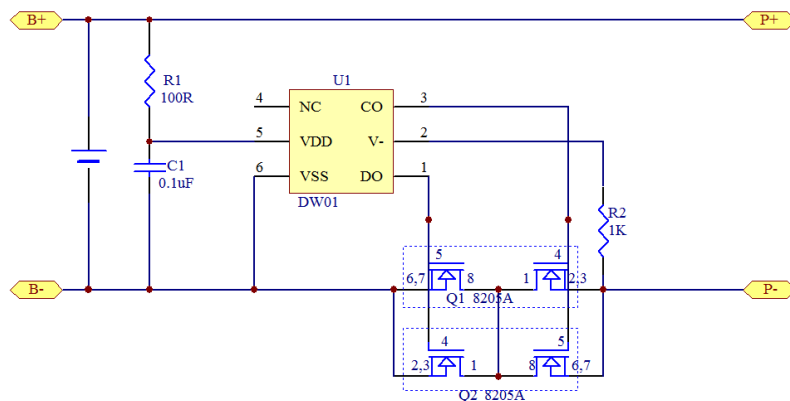 B+ P+
R1
100R
U1
4 NC CO 3
5 VDD V- 2
6 VSS DO 1
DW01
C1
0.1uF
R2
1K
5 4
6,7 8 1 2,3
Q1 8205A
B- P-
4 5
2,3 1 8 6,7
Q2 8205A